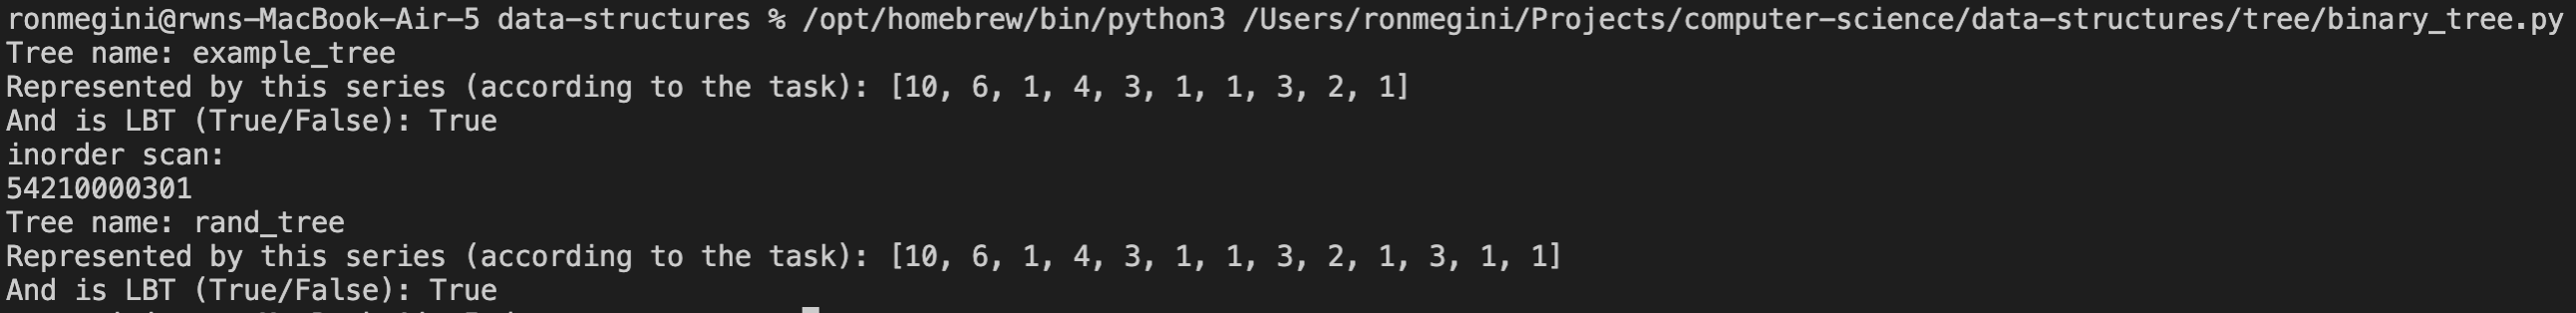 ronmegini@rwns-MacBook-Air-5 data-structures % /opt/homebrew/bin/python3 /Users/ronmegini/Projects/computer-science/data-structures/tree/binary_tree.py
Tree name: example_tree
Represented by this series (according to the task): [10, 6, 1, 4, 3, 1, 1, 3, 2, 1]
And is LBT (True/False): True
inorder scan:
54210000301
Tree name: rand_tree
Represented by this series (according to the task): [10, 6, 1, 4, 3, 1, 1, 3, 2, 1, 3, 1, 1]
And is LBT (True/False): True